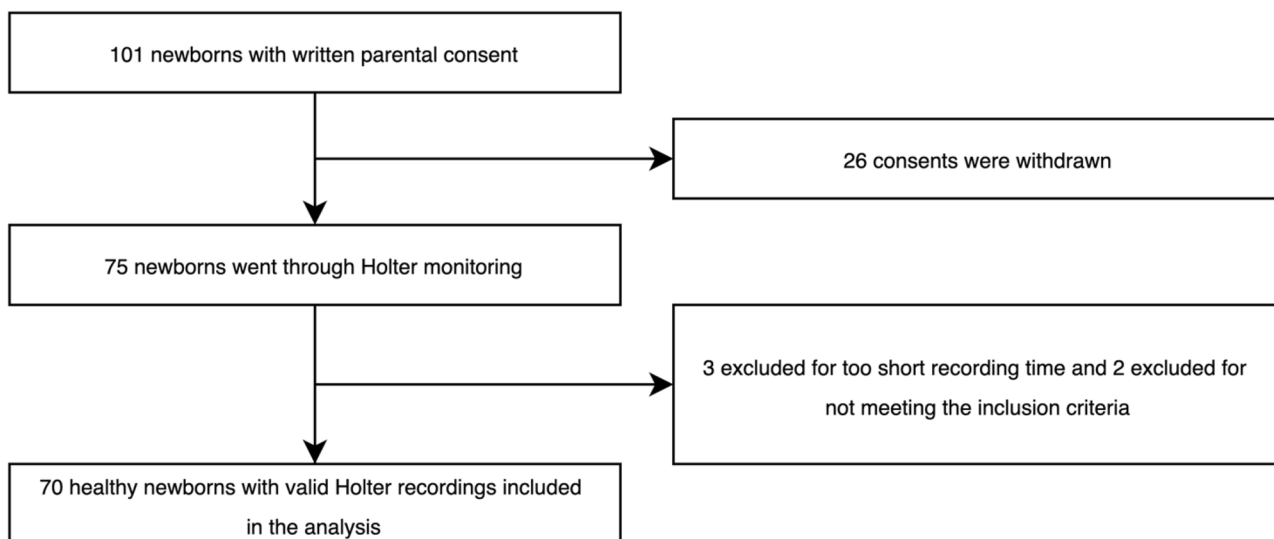 101 newborns with written parental consent
26 consents were withdrawn
75 newborns went through Holter monitoring
3 excluded for too short recording time and 2 excluded for
not meeting the inclusion criteria
70 healthy newborns with valid Holter recordings included
in the analysis